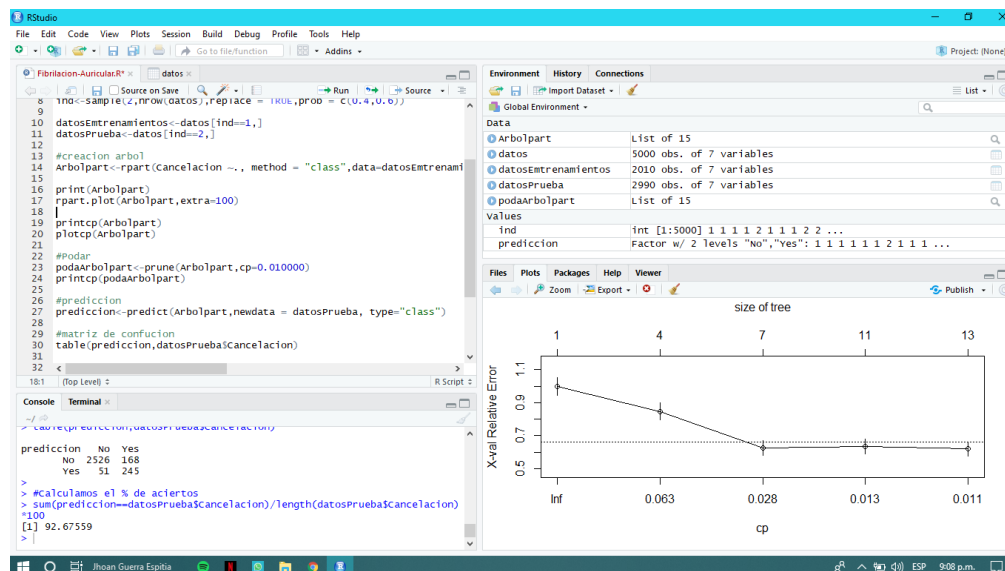 RStudio
File Edit Code View Plots Session Build Debug Profile Tools Help
Go to file/function Addins Project: (None)
Fibrilacion-Auricular.R* datos
Source on Save Run Source
8 ind<-sample(2,nrow(datos),replace = TRUE,prob = c(0.4,0.6))
9
10 datosEmtrenamientos<-datos[ind==1,]
11 datosPrueba<-datos[ind==2,]
12
13 #creacion arbol
14 Arbolpart<-rpart(Cancelacion ~., method = "class",data=datosEmtrenami
15
16 print(Arbolpart)
17 rpart.plot(Arbolpart,extra=100)
18
19 printcp(Arbolpart)
20 plotcp(Arbolpart)
21
22 #Podar
23 podaArbolpart<-prune(Arbolpart,cp=0.010000)
24 printcp(podaArbolpart)
25
26 #prediccion
27 prediccion<-predict(Arbolpart,newdata = datosPrueba, type="class")
28
29 #matriz de confucion
30 table(prediccion,datosPrueba$Cancelacion)
31
32
18:1 (Top Level) R Script
Console Terminal
~/
> table(prediccion,datosPrueba$Cancelacion)
prediccion No Yes
No 2526 168
Yes 51 245
>
> #Calculamos el % de aciertos
> sum(prediccion==datosPrueba$Cancelacion)/length(datosPrueba$Cancelacion)
*100
[1] 92.67559
>
Environment History Connections
Import Dataset List
Global Environment
Data
Arbolpart List of 15
datos 5000 obs. of 7 variables
datosEmtrenamientos 2010 obs. of 7 variables
datosPrueba 2990 obs. of 7 variables
podaArbolpart List of 15
Values
ind int [1:5000] 1 1 1 1 2 1 1 1 2 2 ...
prediccion Factor w/ 2 levels "No","Yes": 1 1 1 1 1 1 2 1 1 1 ...
Files Plots Packages Help Viewer
Zoom Export Publish
size of tree
1 4 7 11 13
X-val Relative Error
0.5 0.7 0.9 1.1
Inf 0.063 0.028 0.013 0.011
cp
Jhoan Guerra Espitia
ESP 9:08 p.m.